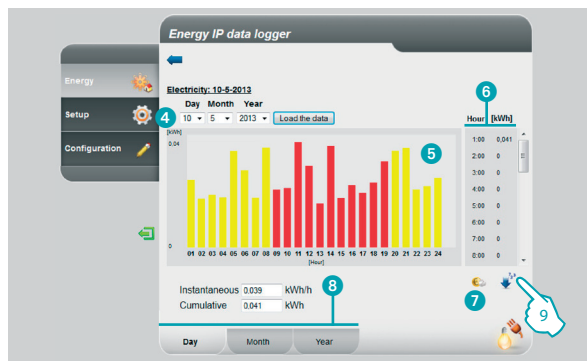 Energy IP data logger
Energy
Setup
Configuration
Electricity: 10-5-2013
Day Month Year
4 10 5 2013 Load the data
6
Hour [kWh]
[kWh]
0,04
0
5
1:00 0,041
2:00 0
3:00 0
4:00 0
5:00 0
6:00 0
7:00 0
8:00 0
01 02 03 04 05 06 07 08 09 10 11 12 13 14 15 16 17 18 19 20 21 22 23 24
[Hour]
Instantaneous 0.039 kWh/h
Cumulative 0,041 kWh
8
7
9
Day Month Year